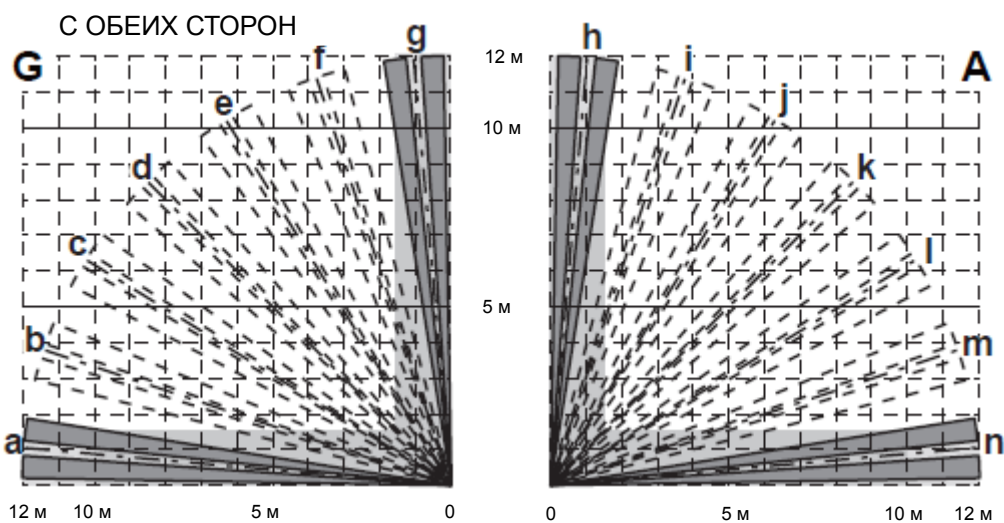 С ОБЕИХ СТОРОН
G
g
f
e
d
c
b
a
12 м
10 м
5 м
h
i
A
j
k
l
m
n
12 м 10 м 5 м 0
0 5 м 10 м 12 м